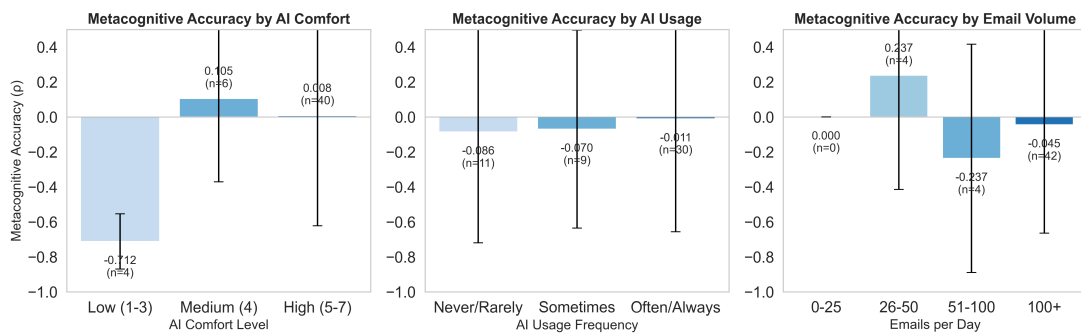 Metacognitive Accuracy by AI Comfort
Metacognitive Accuracy (ρ)
0.4
0.2
0.0
−0.2
−0.4
−0.6
−0.8
−1.0
-0.712
(n=4)
0.105
(n=6)
0.008
(n=40)
Low (1-3)
Medium (4)
High (5-7)
AI Comfort Level
Metacognitive Accuracy by AI Usage
0.4
0.2
0.0
−0.2
−0.4
−0.6
−0.8
−1.0
-0.086
(n=11)
-0.070
(n=9)
-0.011
(n=30)
Never/Rarely
Sometimes
Often/Always
AI Usage Frequency
Metacognitive Accuracy by Email Volume
0.4
0.2
0.0
−0.2
−0.4
−0.6
−0.8
−1.0
0.000
(n=0)
0.237
(n=4)
-0.237
(n=4)
-0.045
(n=42)
0-25
26-50
51-100
100+
Emails per Day